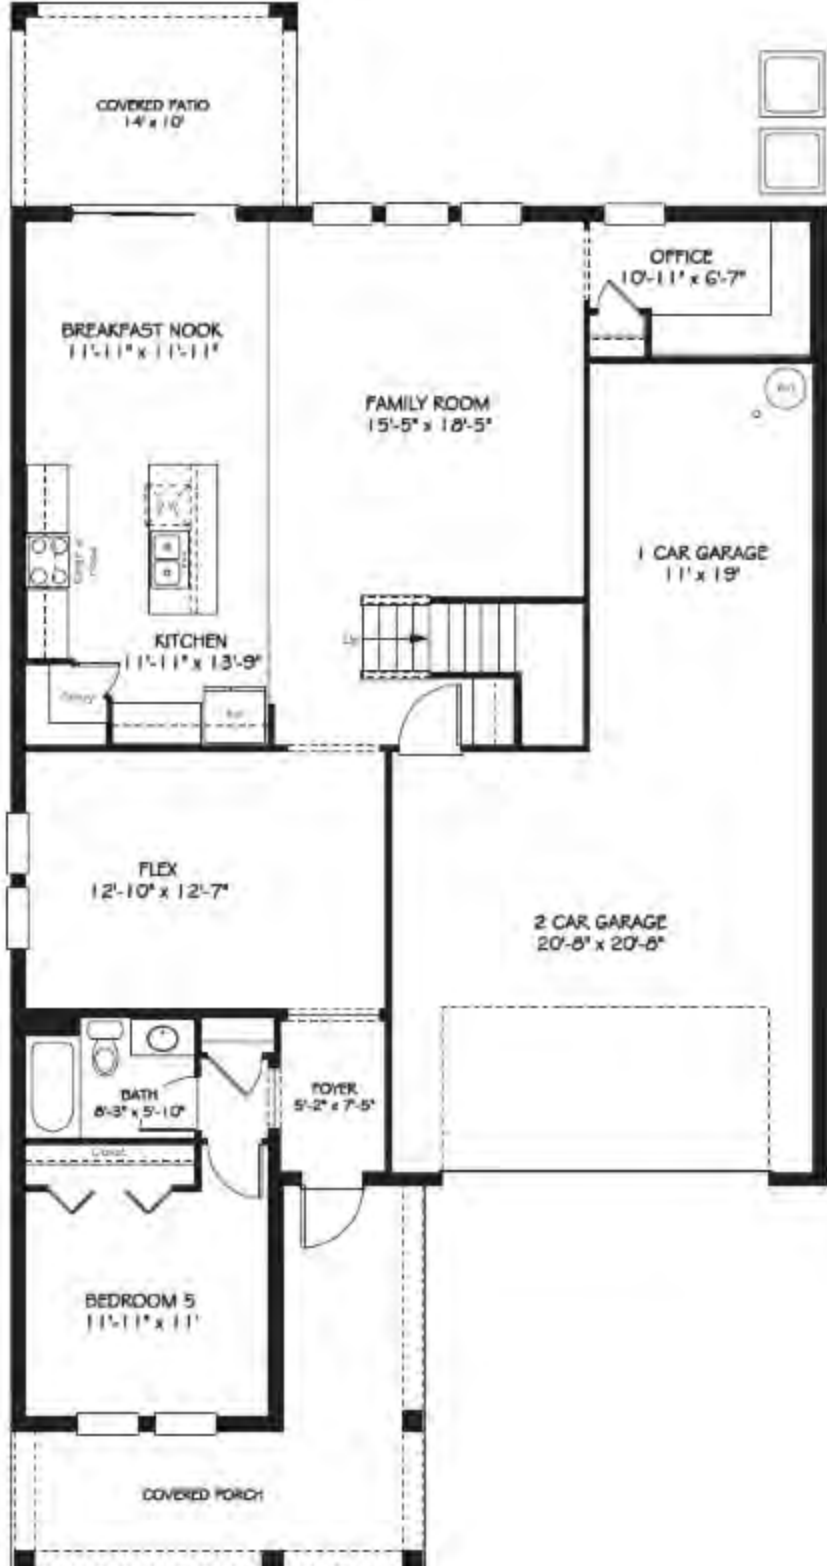 COVERED PATIO
14' x 10'
OFFICE
10'-11" x 6'-7"
BREAKFAST NOOK
11'-11" x 11'-11"
FAMILY ROOM
15'-5" x 18'-5"
1 CAR GARAGE
11' x 19'
KITCHEN
11'-11" x 13'-9"
Up
Pantry
Ref
FLEX
12'-10" x 12'-7"
2 CAR GARAGE
20'-8" x 20'-8"
BATH
8'-3" x 5'-10"
FOYER
5'-2" x 7'-5"
Closet
BEDROOM 5
11'-11" x 11'
COVERED PORCH